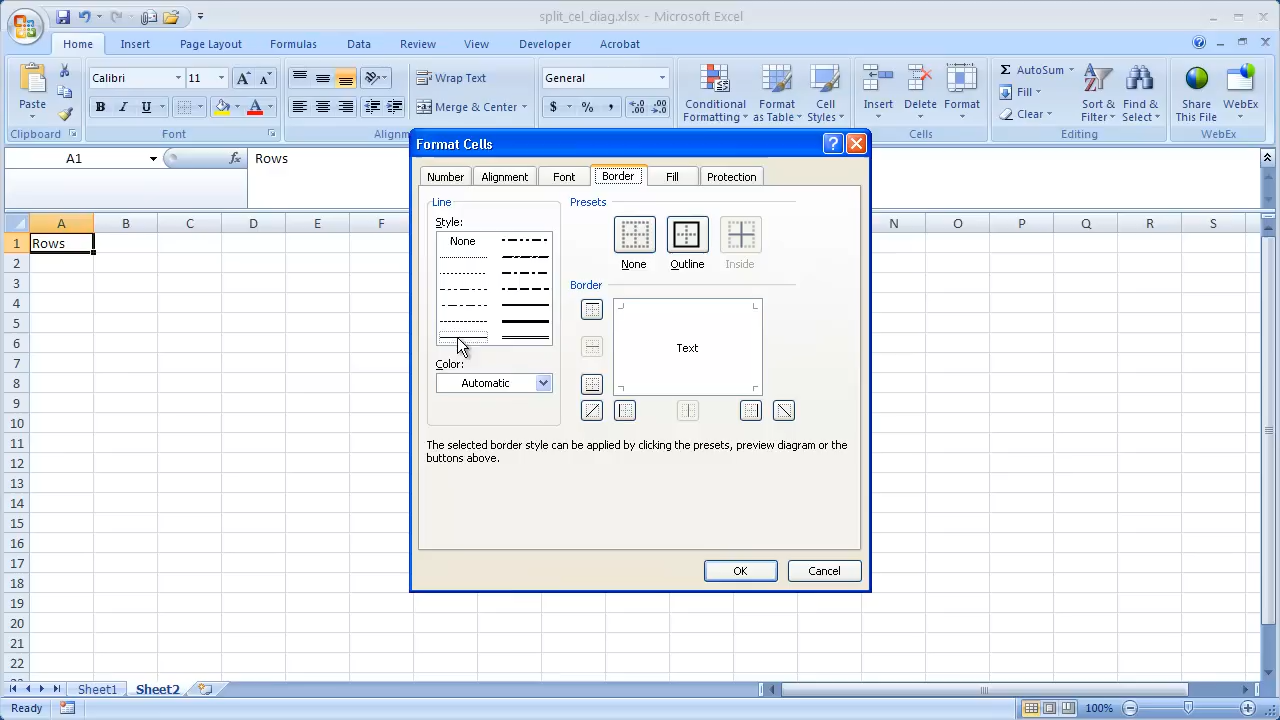 split_cel_diag.xlsx - Microsoft Excel
Home Insert Page Layout Formulas Data Review View Developer Acrobat
Calibri 11 Wrap Text General AutoSum
Paste B I U Merge & Center $ % , Conditional Formatting Format as Table Cell Styles Insert Delete Format Fill Clear Sort & Filter Find & Select Share This File WebEx
Clipboard Font Alignm Cells Editing WebEx
A1 fx Rows
A B C D E F N O P Q R S
1 Rows
2
3
4
5
6
7
8
9
10
11
12
13
14
15
16
17
18
19
20
21
22
Format Cells
Number Alignment Font Border Fill Protection
Line
Style:
None
Color:
Automatic
Presets
None Outline Inside
Border
Text
The selected border style can be applied by clicking the presets, preview diagram or the
buttons above.
OK Cancel
Sheet1 Sheet2
Ready 100%